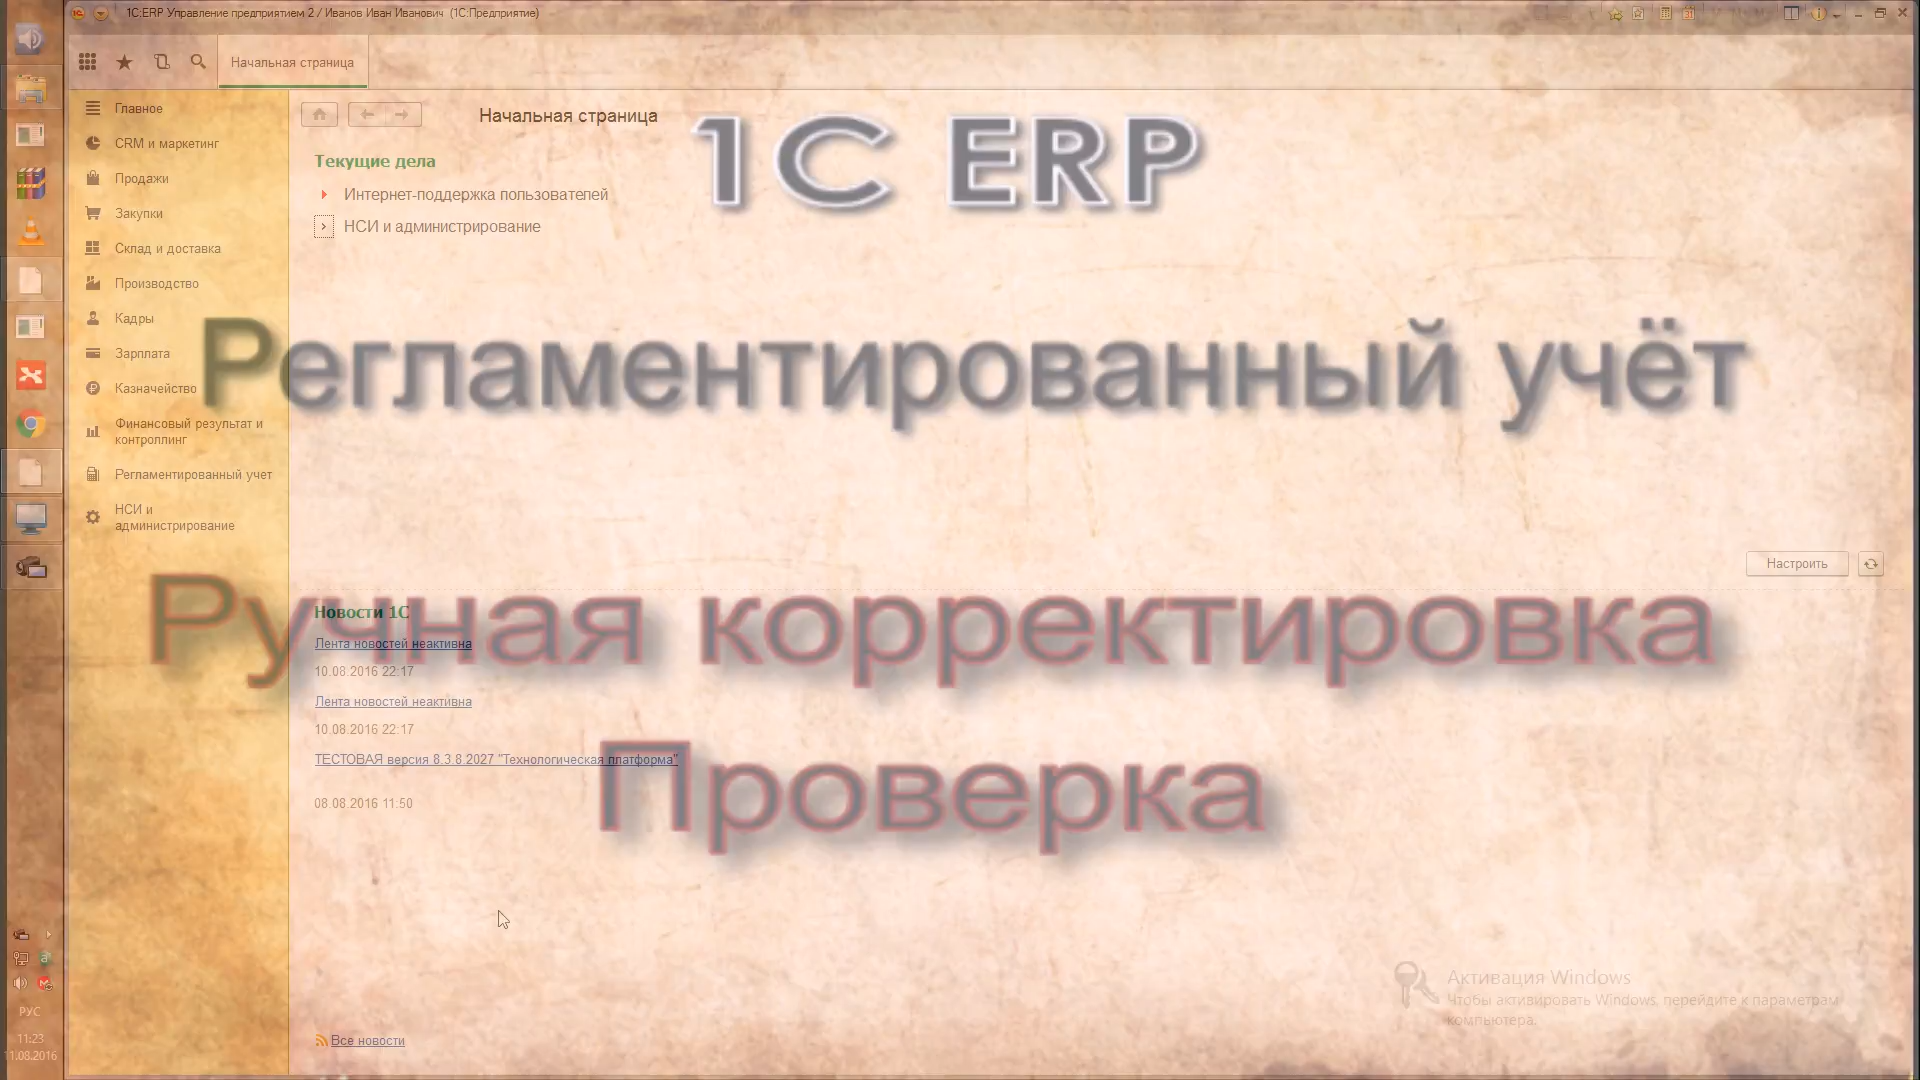 1С:ERP Управление предприятием 2 / Иванов Иван Иванович (1С:Предприятие)
Начальная страница
Главное
CRM и маркетинг
Продажи
Закупки
Склад и доставка
Производство
Кадры
Зарплата
Казначейство
Финансовый результат и
контроллинг
Регламентированный учет
НСИ и
администрирование
Начальная страница
Текущие дела
Интернет-поддержка пользователей
НСИ и администрирование
1С ERP
Регламентированный учёт
Ручная корректировка
Проверка
Настроить
Новости 1С
Лента новостей неактивна
10.08.2016 22:17
Лента новостей неактивна
10.08.2016 22:17
ТЕСТОВАЯ версия 8.3.8.2027 "Технологическая платформа"
08.08.2016 11:50
Все новости
Активация Windows
Чтобы активировать Windows, перейдите к параметрам
компьютера.
РУС
11:23
11.08.2016